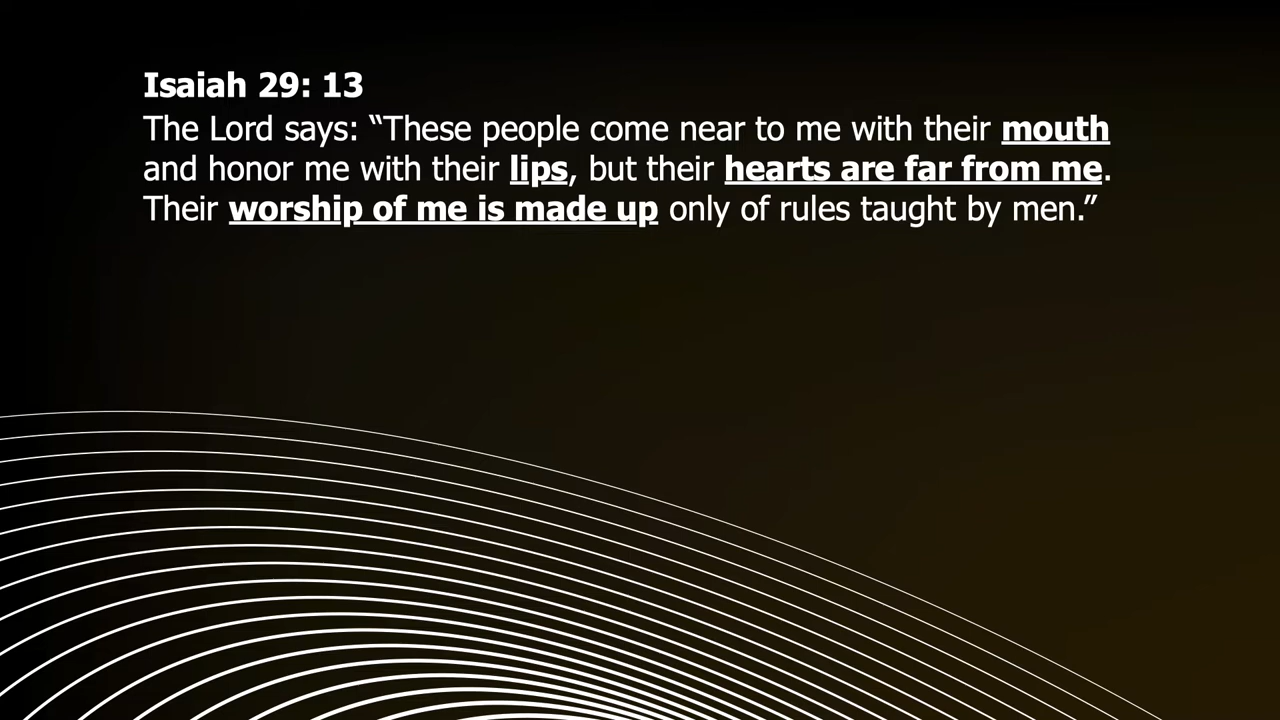 Isaiah 29: 13
The Lord says: “These people come near to me with their mouth
and honor me with their lips, but their hearts are far from me.
Their worship of me is made up only of rules taught by men.”